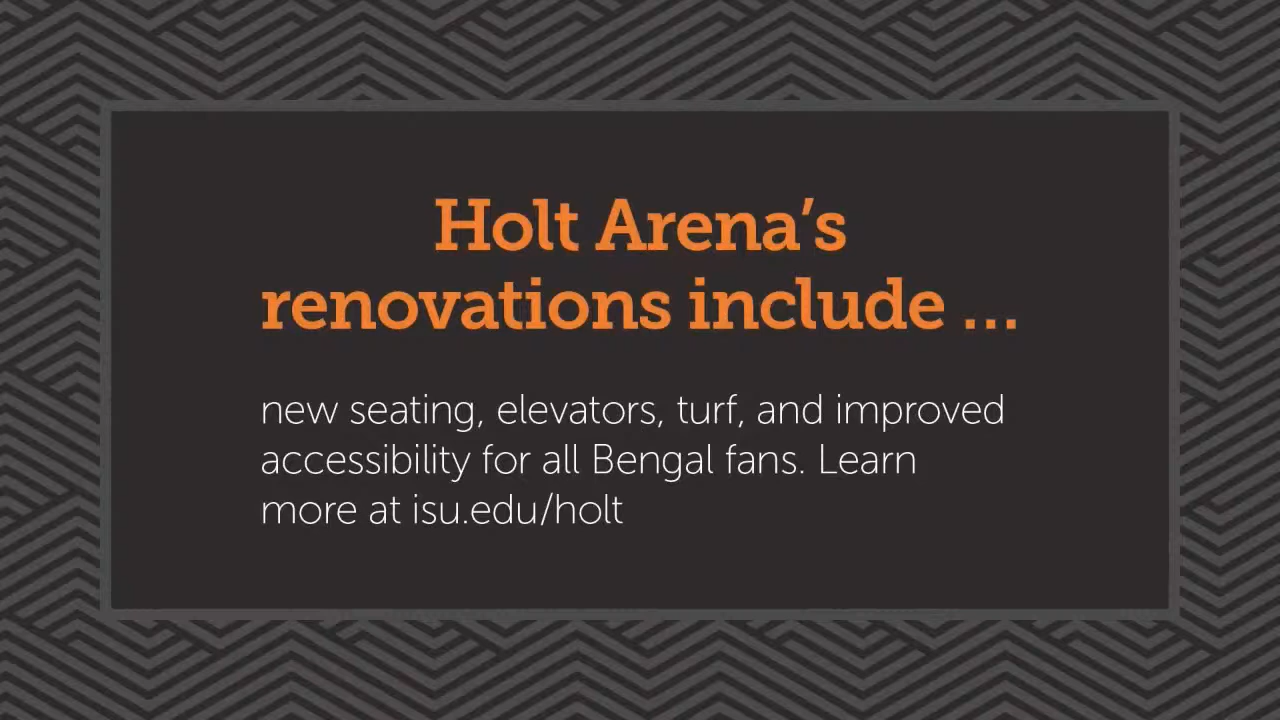 Holt Arena’s
renovations include ...
new seating, elevators, turf, and improved
accessibility for all Bengal fans. Learn
more at isu.edu/holt